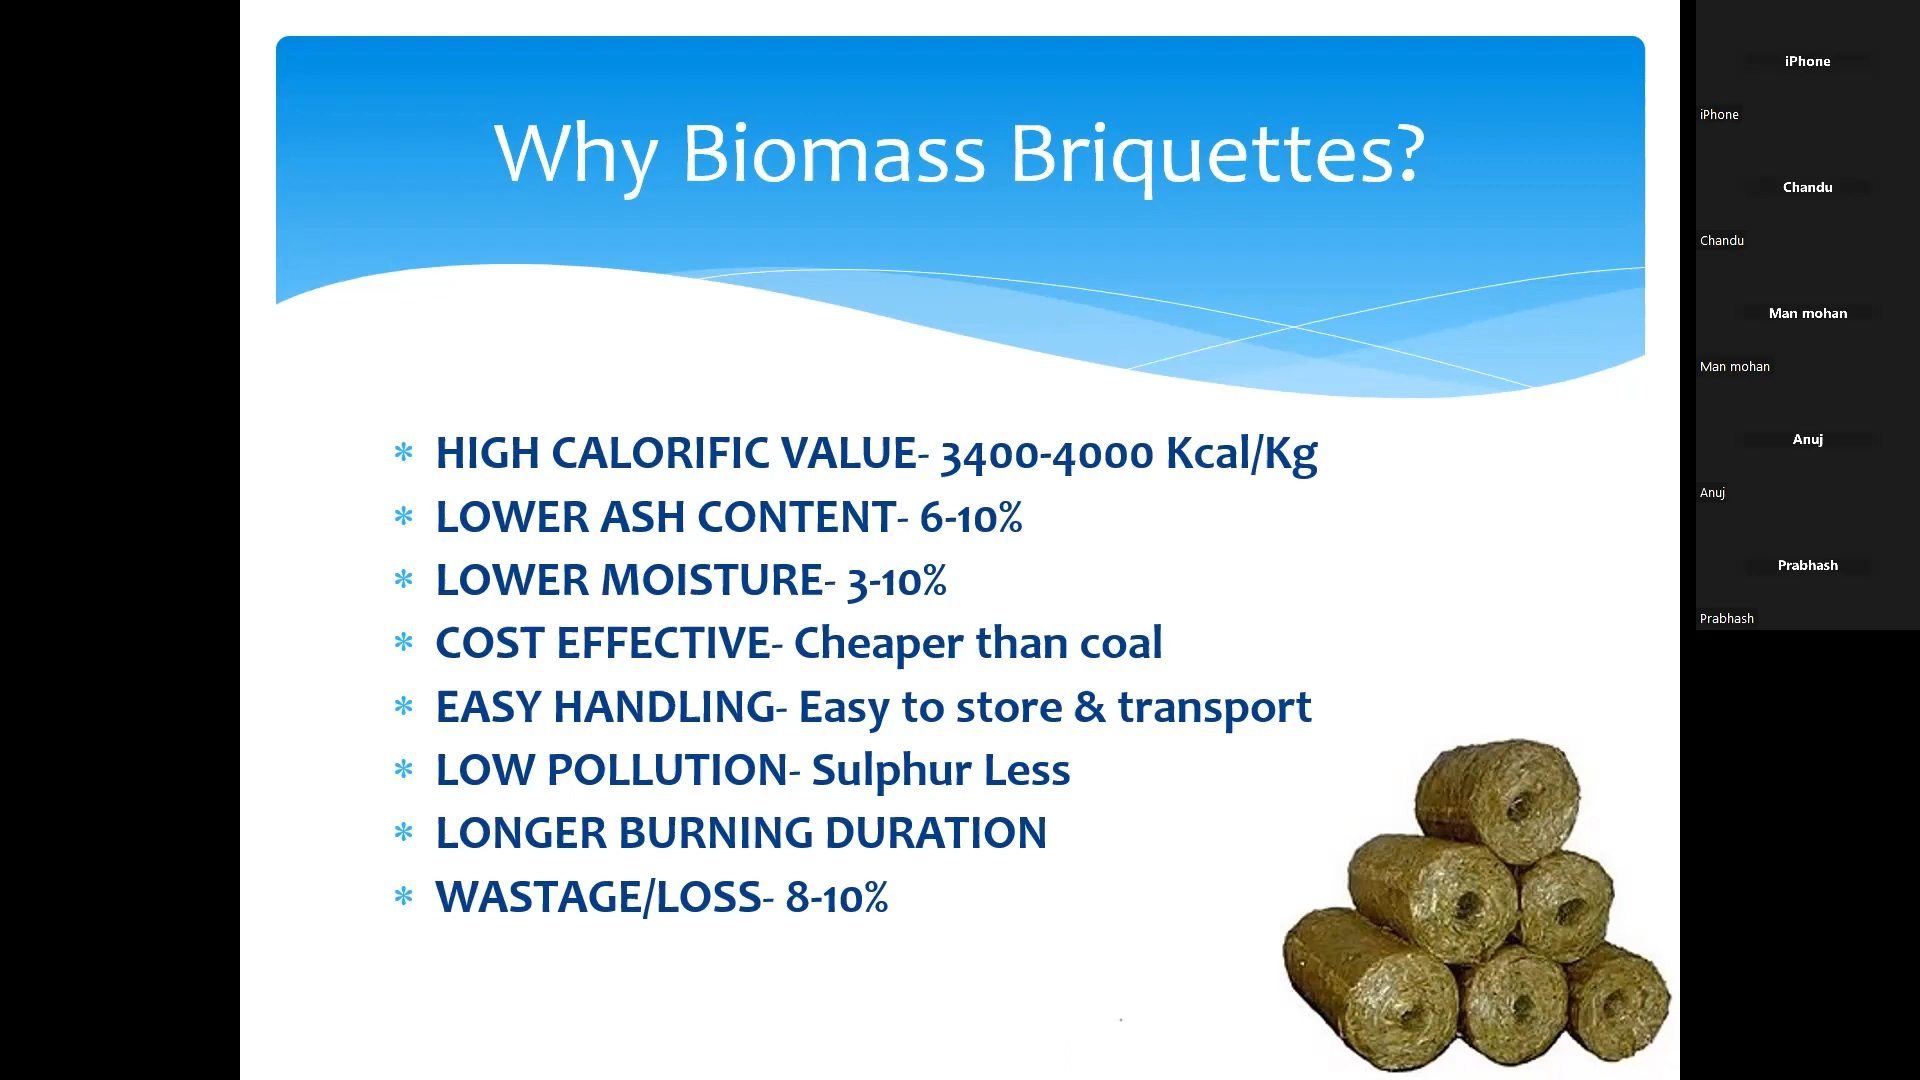 Why Biomass Briquettes?
HIGH CALORIFIC VALUE- 3400-4000 Kcal/Kg
LOWER ASH CONTENT- 6-10%
LOWER MOISTURE- 3-10%
COST EFFECTIVE- Cheaper than coal
EASY HANDLING- Easy to store & transport
LOW POLLUTION- Sulphur Less
LONGER BURNING DURATION
WASTAGE/LOSS- 8-10%
iPhone
iPhone
Chandu
Chandu
Man mohan
Man mohan
Anuj
Anuj
Prabhash
Prabhash